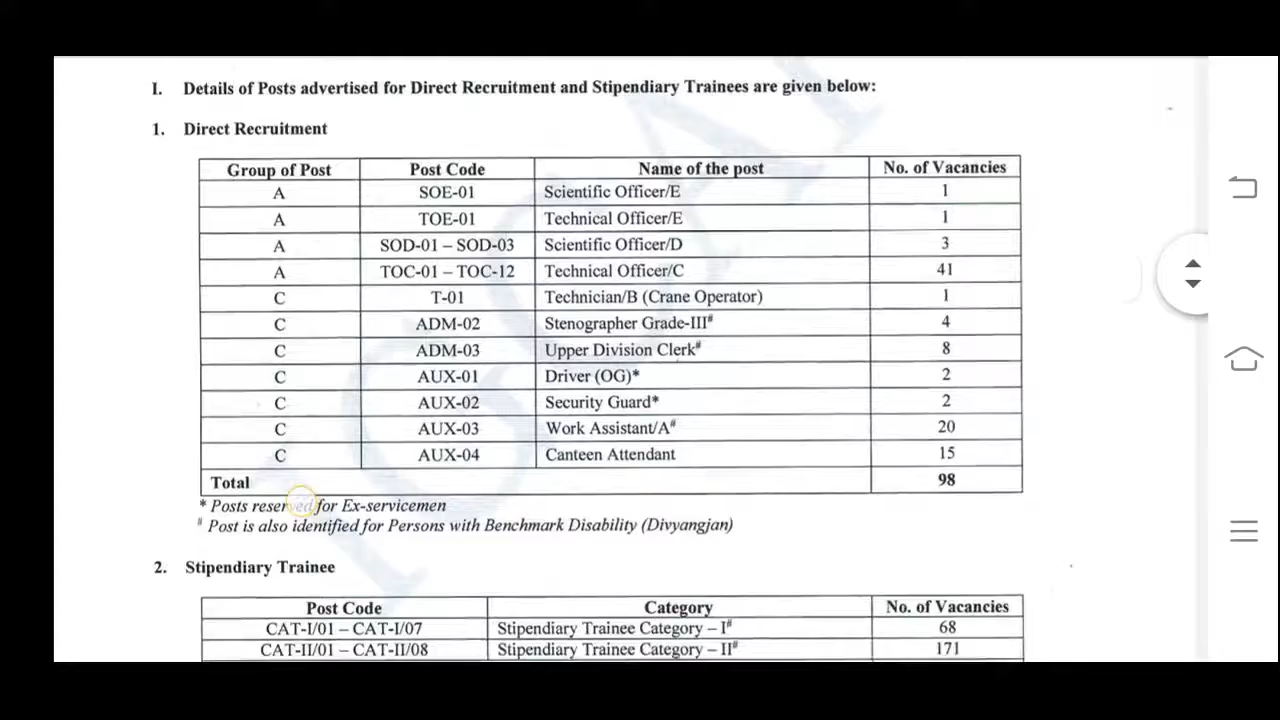 I. Details of Posts advertised for Direct Recruitment and Stipendiary Trainees are given below:
1. Direct Recruitment
Group of Post Post Code Name of the post No. of Vacancies
A SOE-01 Scientific Officer/E 1
A TOE-01 Technical Officer/E 1
A SOD-01 – SOD-03 Scientific Officer/D 3
A TOC-01 – TOC-12 Technical Officer/C 41
C T-01 Technician/B (Crane Operator) 1
C ADM-02 Stenographer Grade-III# 4
C ADM-03 Upper Division Clerk# 8
C AUX-01 Driver (OG)* 2
C AUX-02 Security Guard* 2
C AUX-03 Work Assistant/A# 20
C AUX-04 Canteen Attendant 15
Total 98
* Posts reserved for Ex-servicemen
# Post is also identified for Persons with Benchmark Disability (Divyangjan)
2. Stipendiary Trainee
Post Code Category No. of Vacancies
CAT-I/01 – CAT-I/07 Stipendiary Trainee Category – I# 68
CAT-II/01 – CAT-II/08 Stipendiary Trainee Category – II# 171